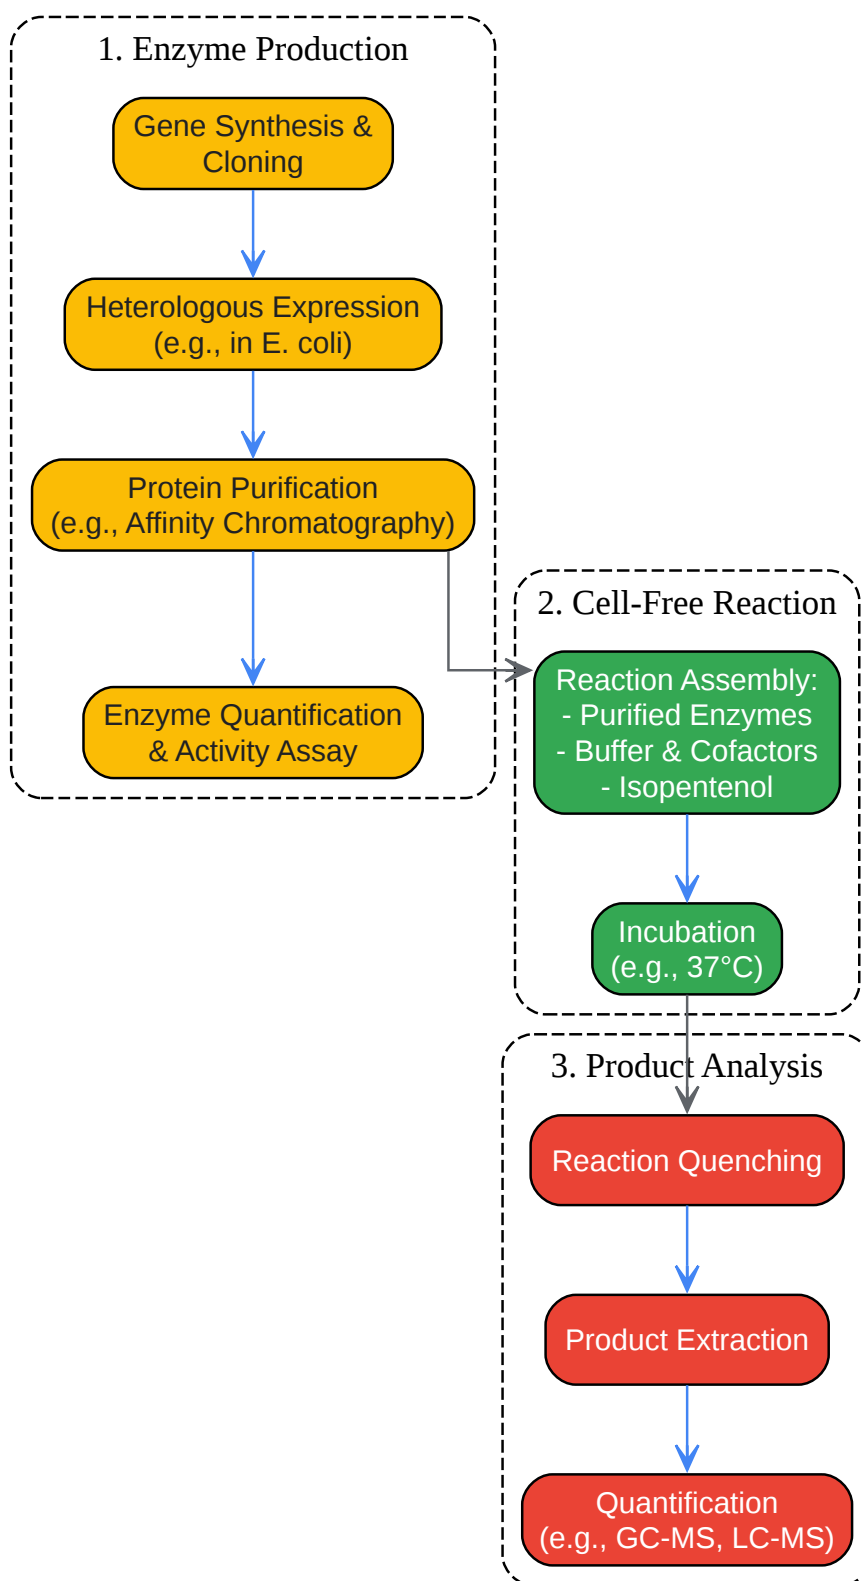 1. Enzyme Production
Gene Synthesis &
Cloning
Heterologous Expression
(e.g., in E. coli)
Protein Purification
(e.g., Affinity Chromatography)
Enzyme Quantification
& Activity Assay
2. Cell-Free Reaction
Reaction Assembly:
- Purified Enzymes
- Buffer & Cofactors
- Isopentenol
Incubation
(e.g., 37°C)
3. Product Analysis
Reaction Quenching
Product Extraction
Quantification
(e.g., GC-MS, LC-MS)